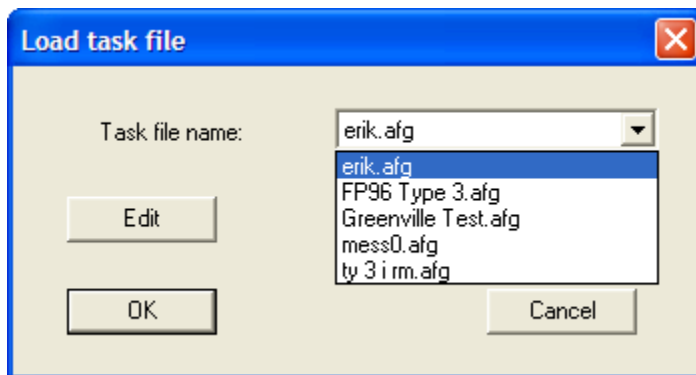 Load task file
Task file name:
erik.afg
erik.afg
FP96 Type 3.afg
Greenville Test.afg
mess0.afg
ty 3 i rm.afg
Edit
OK
Cancel